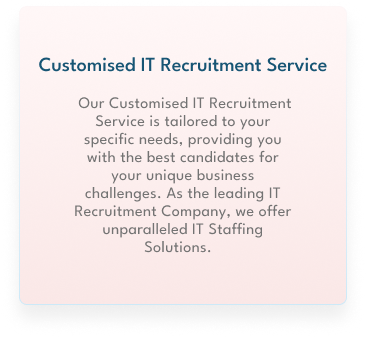 Customised IT Recruitment Service
Our Customised IT Recruitment
Service is tailored to your
specific needs, providing you
with the best candidates for
your unique business
challenges. As the leading IT
Recruitment Company, we offer
unparalleled IT Staffing
Solutions.